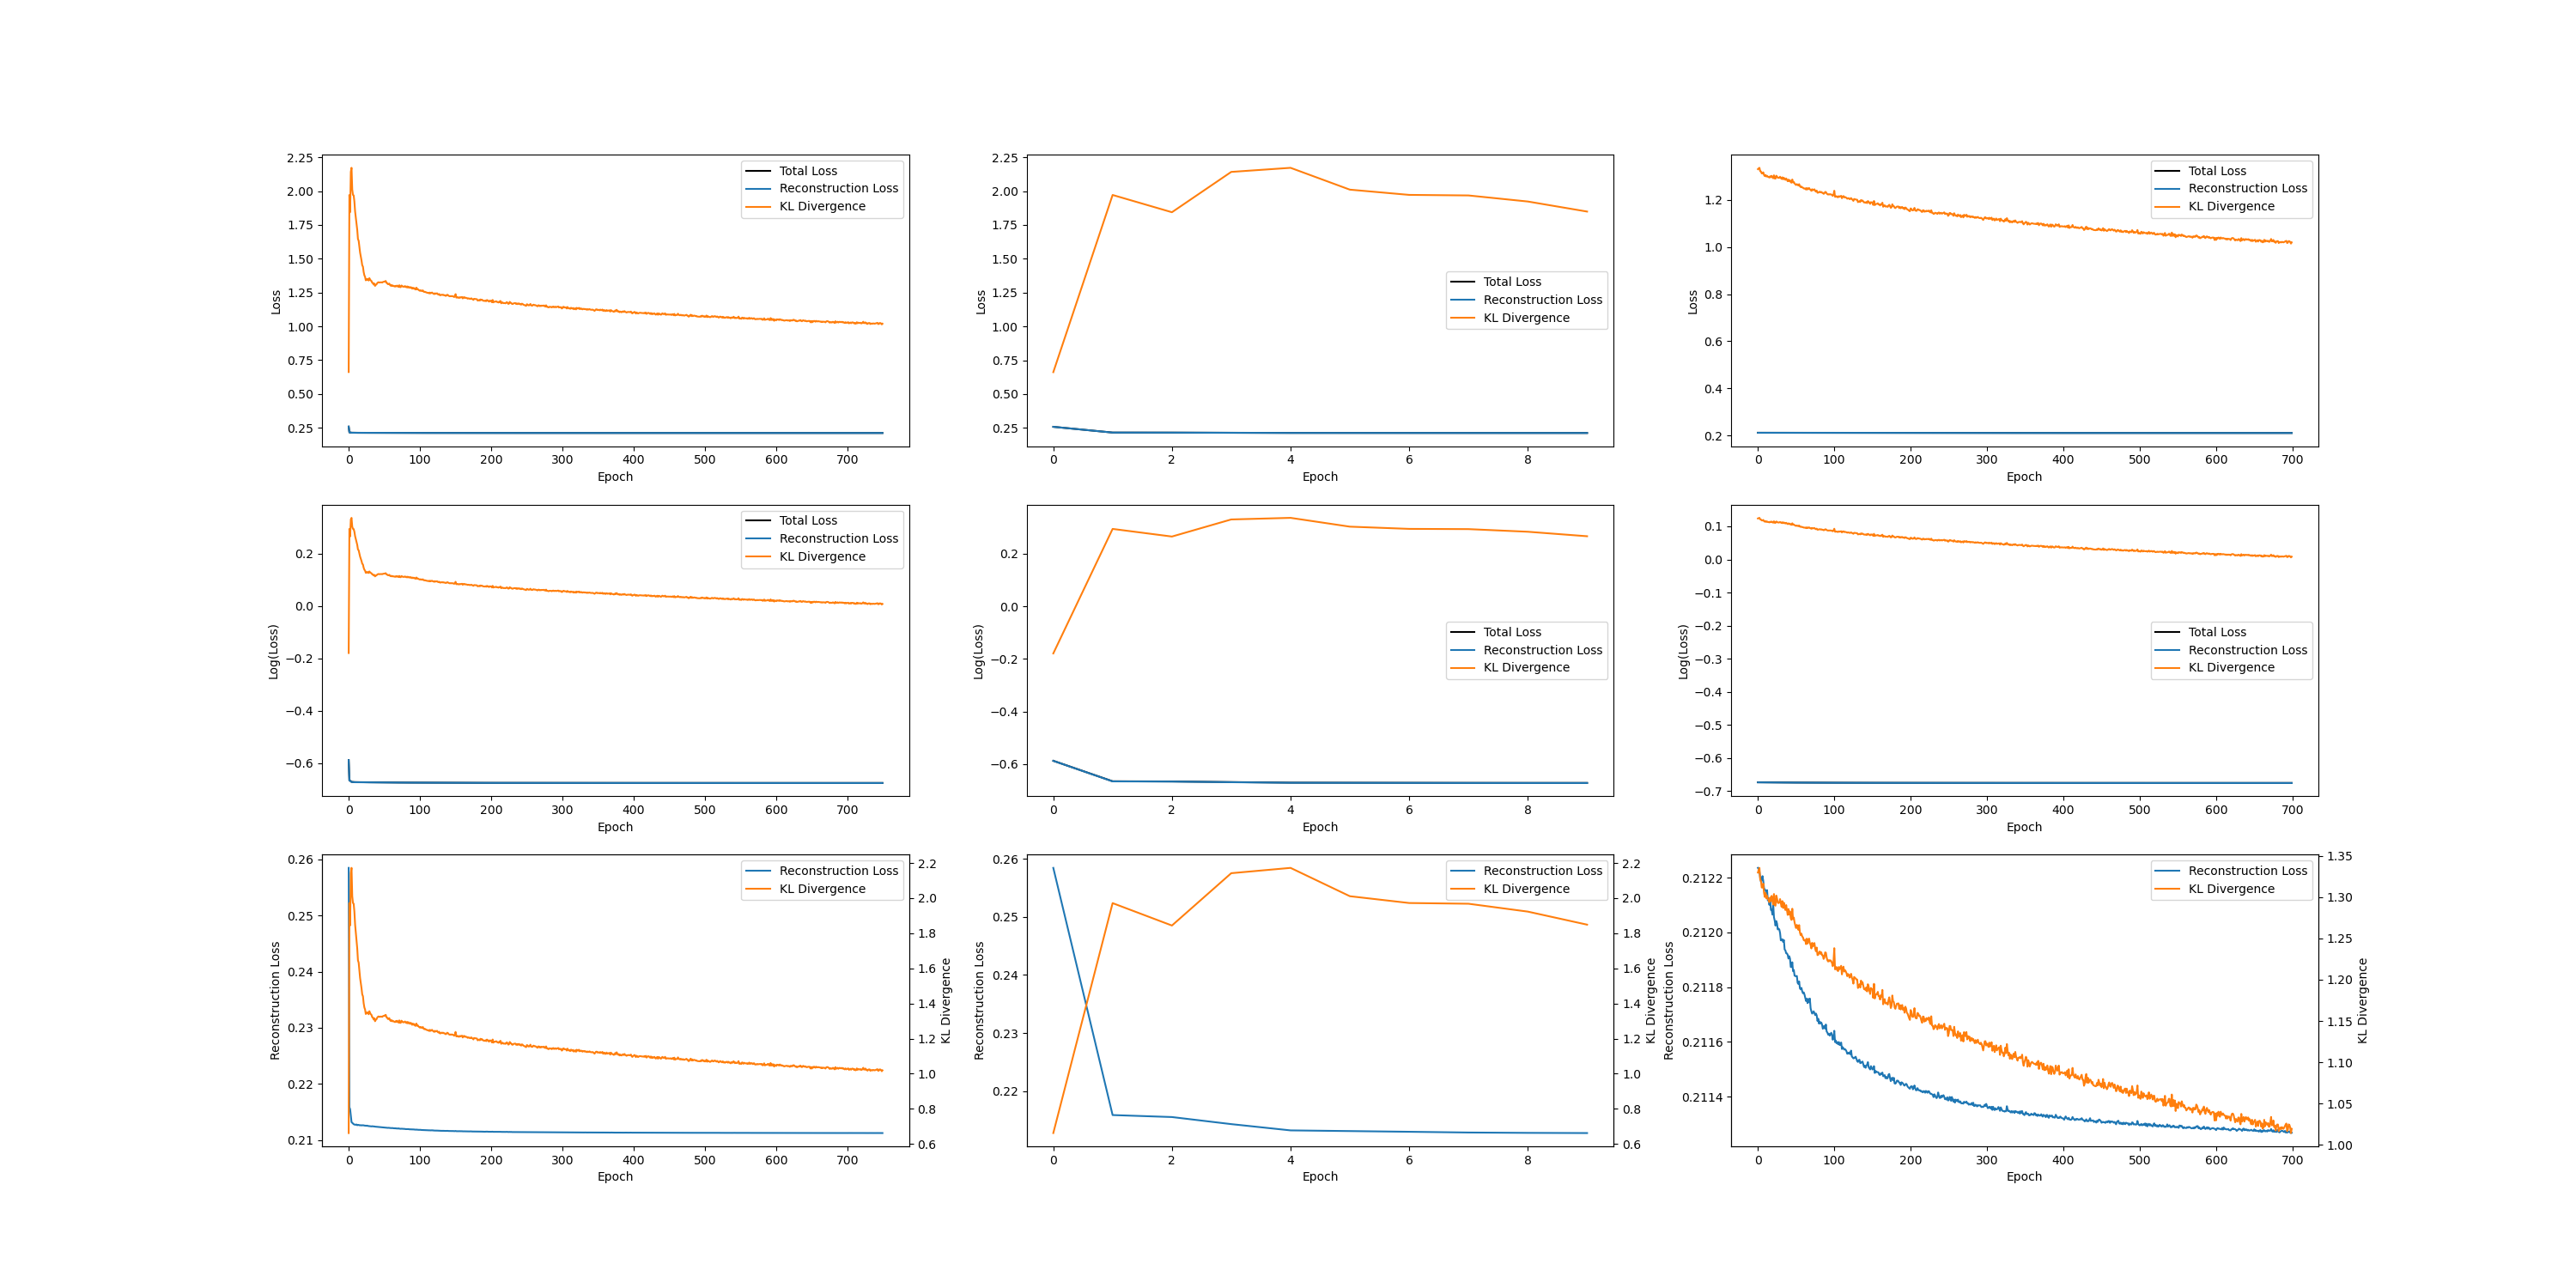 2.25
2.00
1.75
1.50
1.25
1.00
0.75
0.50
0.25
Loss
0 100 200 300 400 500 600 700
Epoch
Total Loss
Reconstruction Loss
KL Divergence
2.25
2.00
1.75
1.50
1.25
1.00
0.75
0.50
0.25
Loss
0 2 4 6 8
Epoch
Total Loss
Reconstruction Loss
KL Divergence
1.2
1.0
0.8
0.6
0.4
0.2
Loss
0 100 200 300 400 500 600 700
Epoch
Total Loss
Reconstruction Loss
KL Divergence
0.2
0.0
−0.2
−0.4
−0.6
Log(Loss)
0 100 200 300 400 500 600 700
Epoch
Total Loss
Reconstruction Loss
KL Divergence
0.2
0.0
−0.2
−0.4
−0.6
Log(Loss)
0 2 4 6 8
Epoch
Total Loss
Reconstruction Loss
KL Divergence
0.1
0.0
−0.1
−0.2
−0.3
−0.4
−0.5
−0.6
−0.7
Log(Loss)
0 100 200 300 400 500 600 700
Epoch
Total Loss
Reconstruction Loss
KL Divergence
0.26
0.25
0.24
0.23
0.22
0.21
Reconstruction Loss
0 100 200 300 400 500 600 700
Epoch
Reconstruction Loss
KL Divergence
2.2
2.0
1.8
1.6
1.4
1.2
1.0
0.8
0.6
KL Divergence
0.26
0.25
0.24
0.23
0.22
Reconstruction Loss
0 2 4 6 8
Epoch
Reconstruction Loss
KL Divergence
2.2
2.0
1.8
1.6
1.4
1.2
1.0
0.8
0.6
KL Divergence
0.2122
0.2120
0.2118
0.2116
0.2114
Reconstruction Loss
0 100 200 300 400 500 600 700
Epoch
Reconstruction Loss
KL Divergence
1.35
1.30
1.25
1.20
1.15
1.10
1.05
1.00
KL Divergence